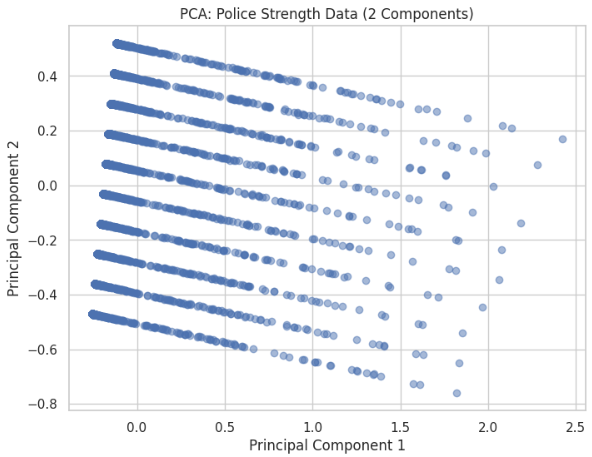 PCA: Police Strength Data (2 Components)
Principal Component 2
0.4
0.2
0.0
−0.2
−0.4
−0.6
−0.8
0.0 0.5 1.0 1.5 2.0 2.5
Principal Component 1